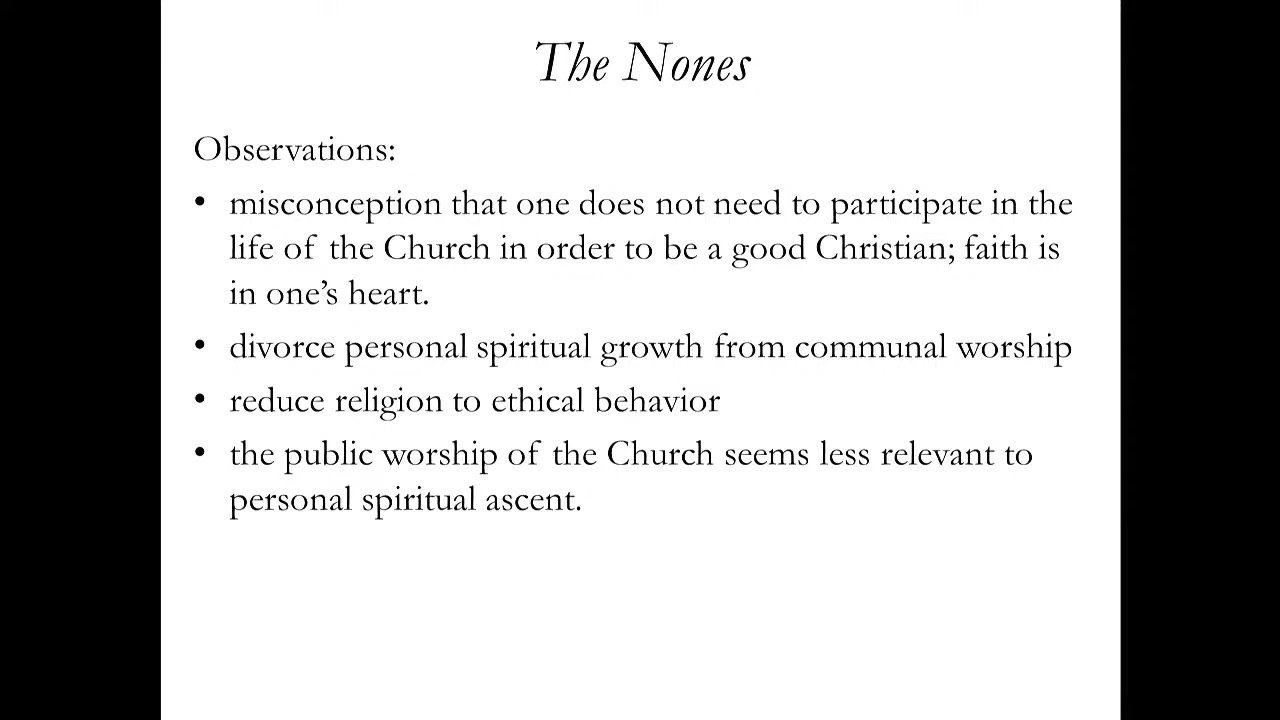 The Nones
Observations:
• misconception that one does not need to participate in the
life of the Church in order to be a good Christian; faith is
in one’s heart.
• divorce personal spiritual growth from communal worship
• reduce religion to ethical behavior
• the public worship of the Church seems less relevant to
personal spiritual ascent.